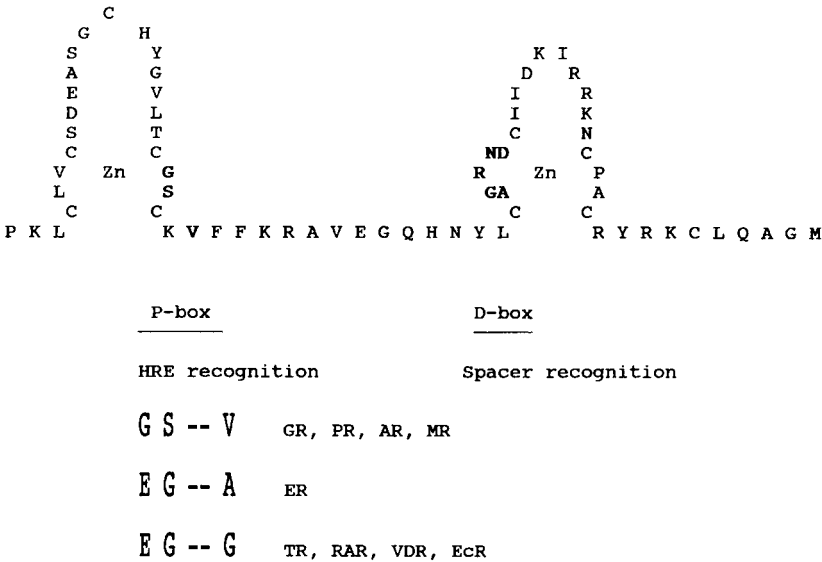 C
G H
S Y
A G K I
E V D R
D L I R
S T I K
C C C N
V Zn G ND C
L S R Zn P
C C GA A
P K L K V F F K R A V E G Q H N Y L C C
R Y R K C L Q A G M
P-box D-box
HRE recognition Spacer recognition
G S -- V GR, PR, AR, MR
E G -- A ER
E G -- G TR, RAR, VDR, EcR